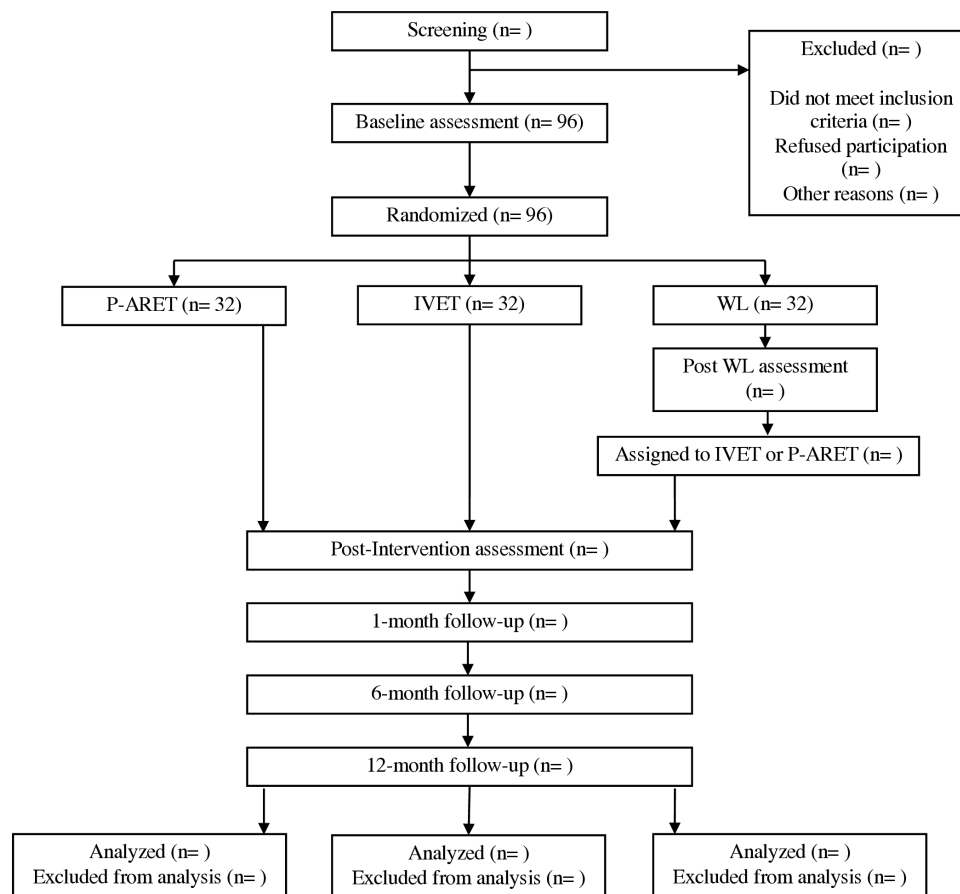 Screening (n= )
Excluded (n= )
Did not meet inclusion
criteria (n= )
Refused participation
(n= )
Other reasons (n= )
Baseline assessment (n= 96)
Randomized (n= 96)
P-ARET (n= 32)
IVET (n= 32)
WL (n= 32)
Post WL assessment
(n= )
Assigned to IVET or P-ARET (n= )
Post-Intervention assessment (n= )
1-month follow-up (n= )
6-month follow-up (n= )
12-month follow-up (n= )
Analyzed (n= )
Excluded from analysis (n= )
Analyzed (n= )
Excluded from analysis (n= )
Analyzed (n= )
Excluded from analysis (n= )